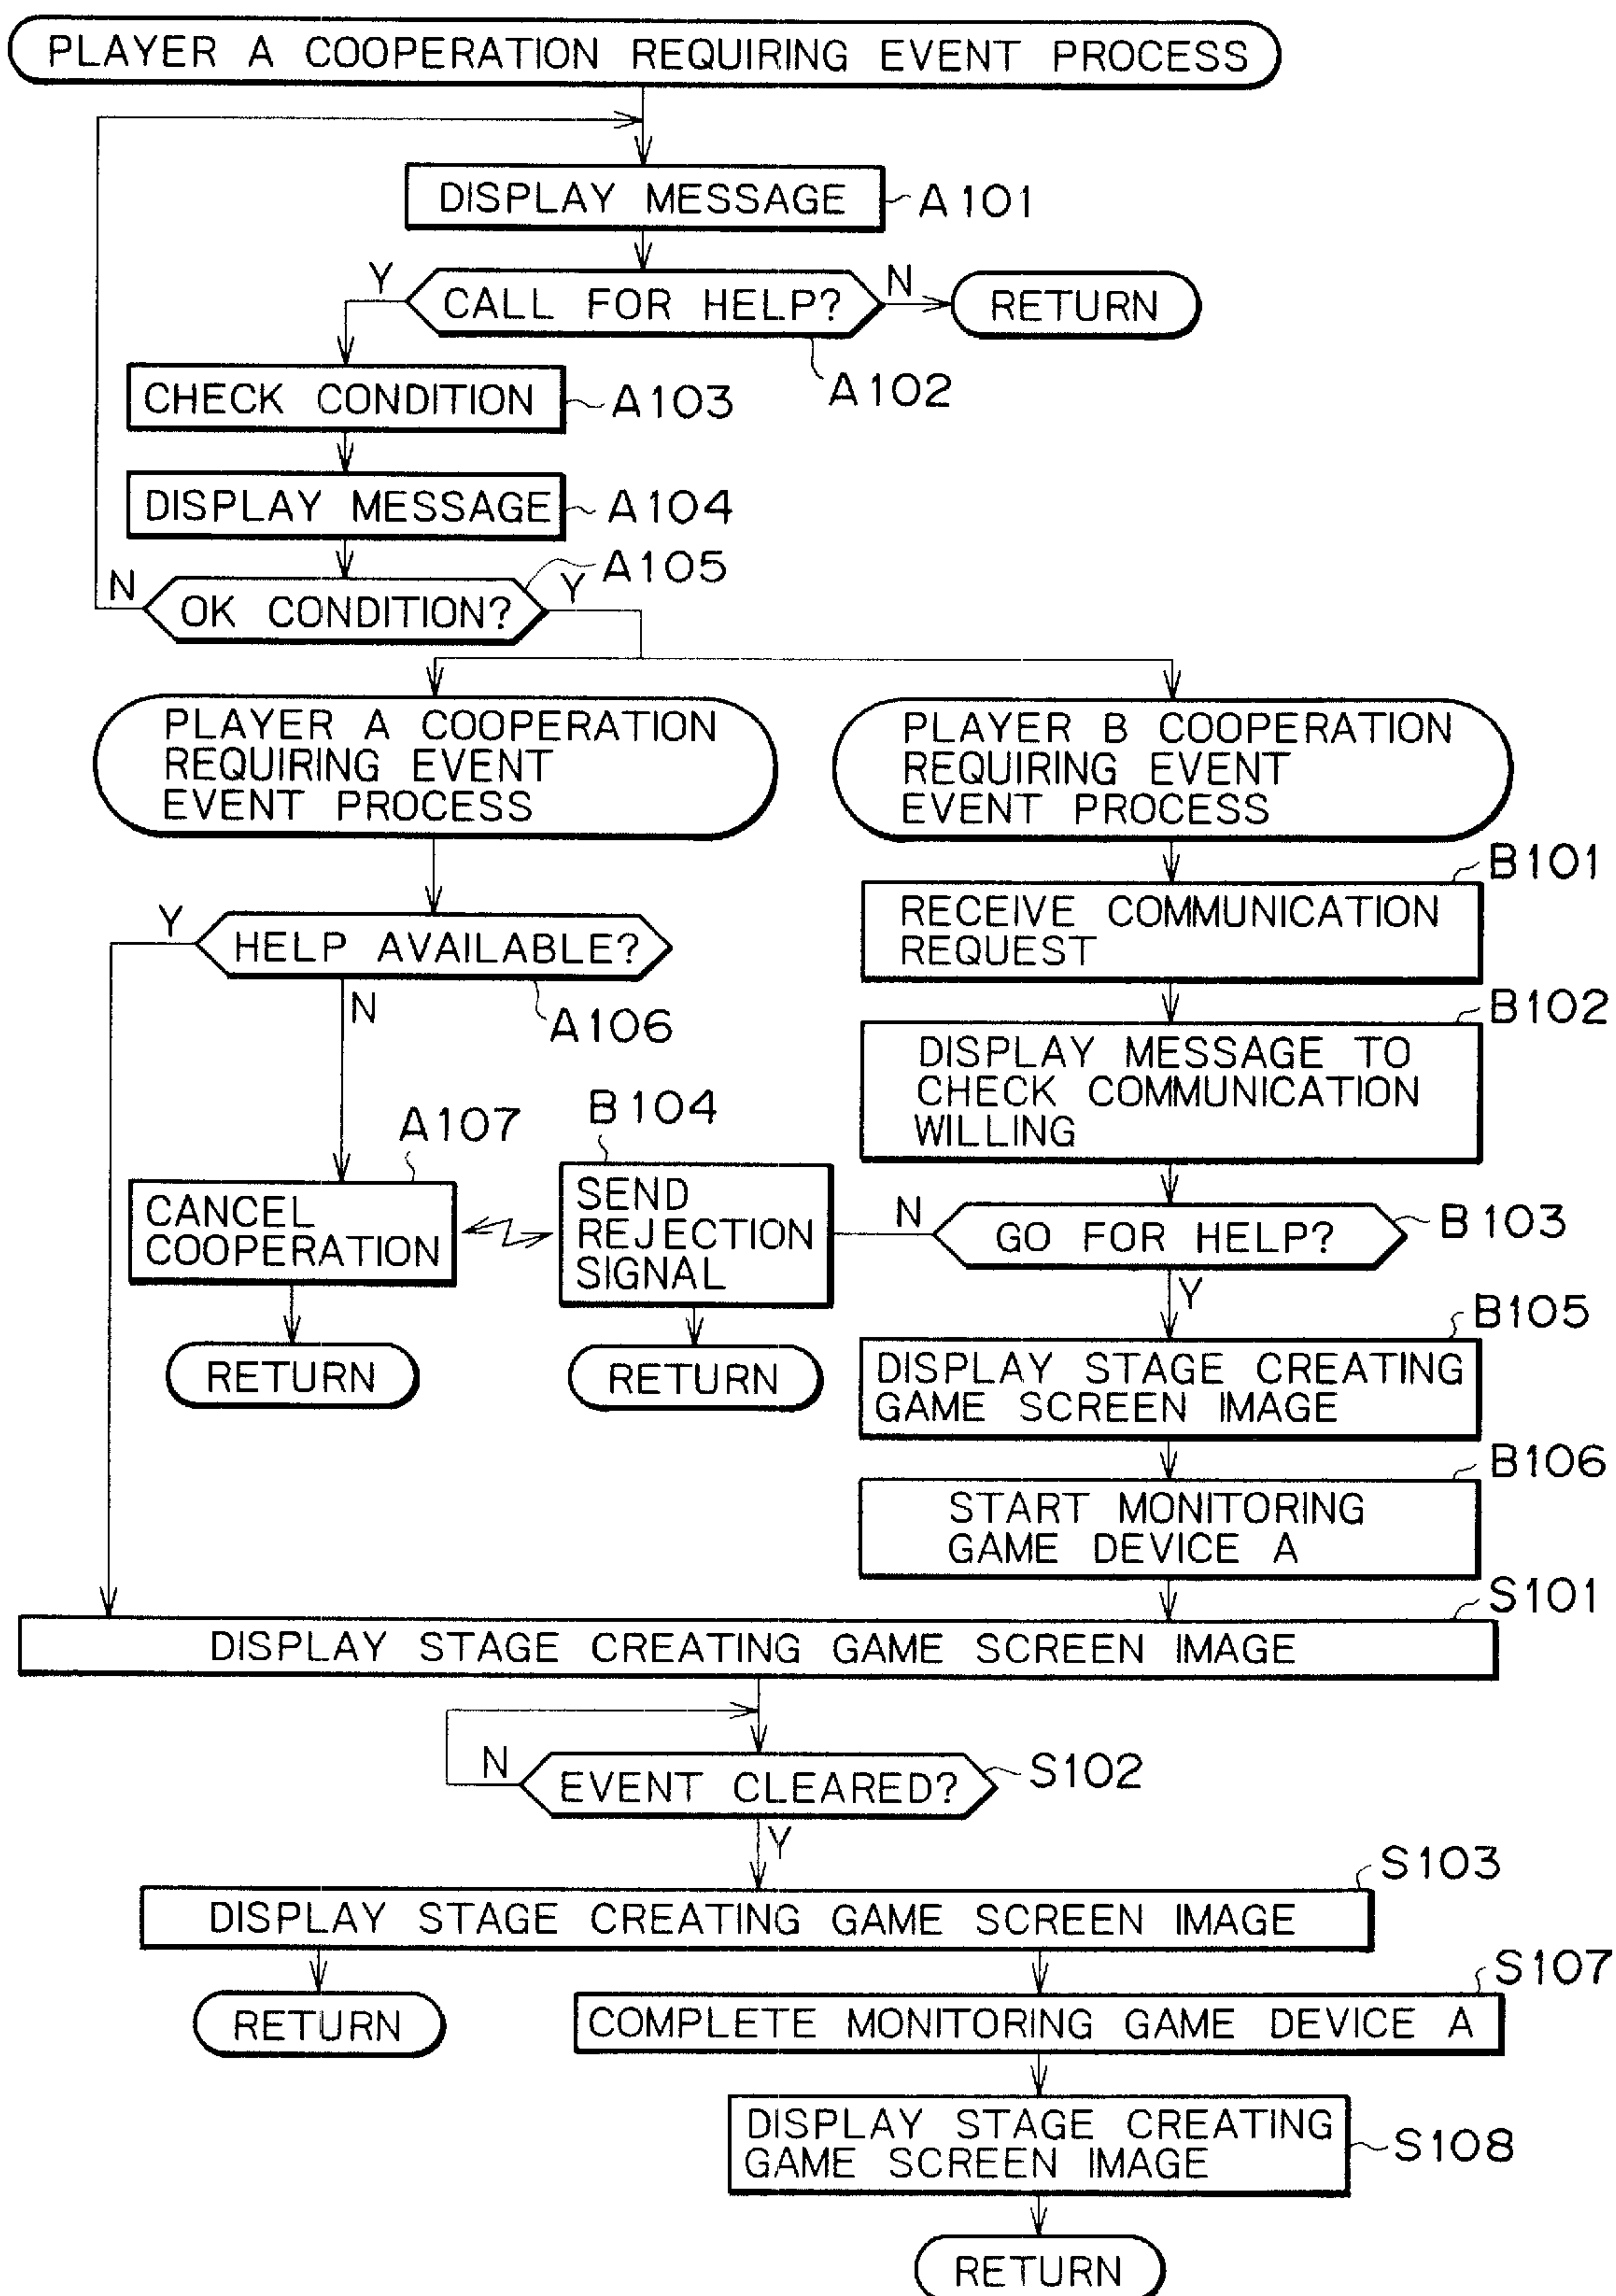 PLAYER A COOPERATION REQUIRING EVENT PROCESS
DISPLAY MESSAGE
A101
Y
CALL FOR HELP?
N
RETURN
A102
CHECK CONDITION
A103
DISPLAY MESSAGE
A104
A105
N
OK CONDITION?
Y
PLAYER A COOPERATION
REQUIRING EVENT
EVENT PROCESS
PLAYER B COOPERATION
REQUIRING EVENT
EVENT PROCESS
B101
RECEIVE COMMUNICATION
REQUEST
Y
HELP AVAILABLE?
N
A106
B102
DISPLAY MESSAGE TO
CHECK COMMUNICATION
WILLING
A107
CANCEL
COOPERATION
B104
SEND
REJECTION
SIGNAL
N
GO FOR HELP?
B103
Y
RETURN
RETURN
B105
DISPLAY STAGE CREATING
GAME SCREEN IMAGE
B106
START MONITORING
GAME DEVICE A
S101
DISPLAY STAGE CREATING GAME SCREEN IMAGE
N
EVENT CLEARED?
S102
Y
S103
DISPLAY STAGE CREATING GAME SCREEN IMAGE
RETURN
S107
COMPLETE MONITORING GAME DEVICE A
DISPLAY STAGE CREATING
GAME SCREEN IMAGE
S108
RETURN